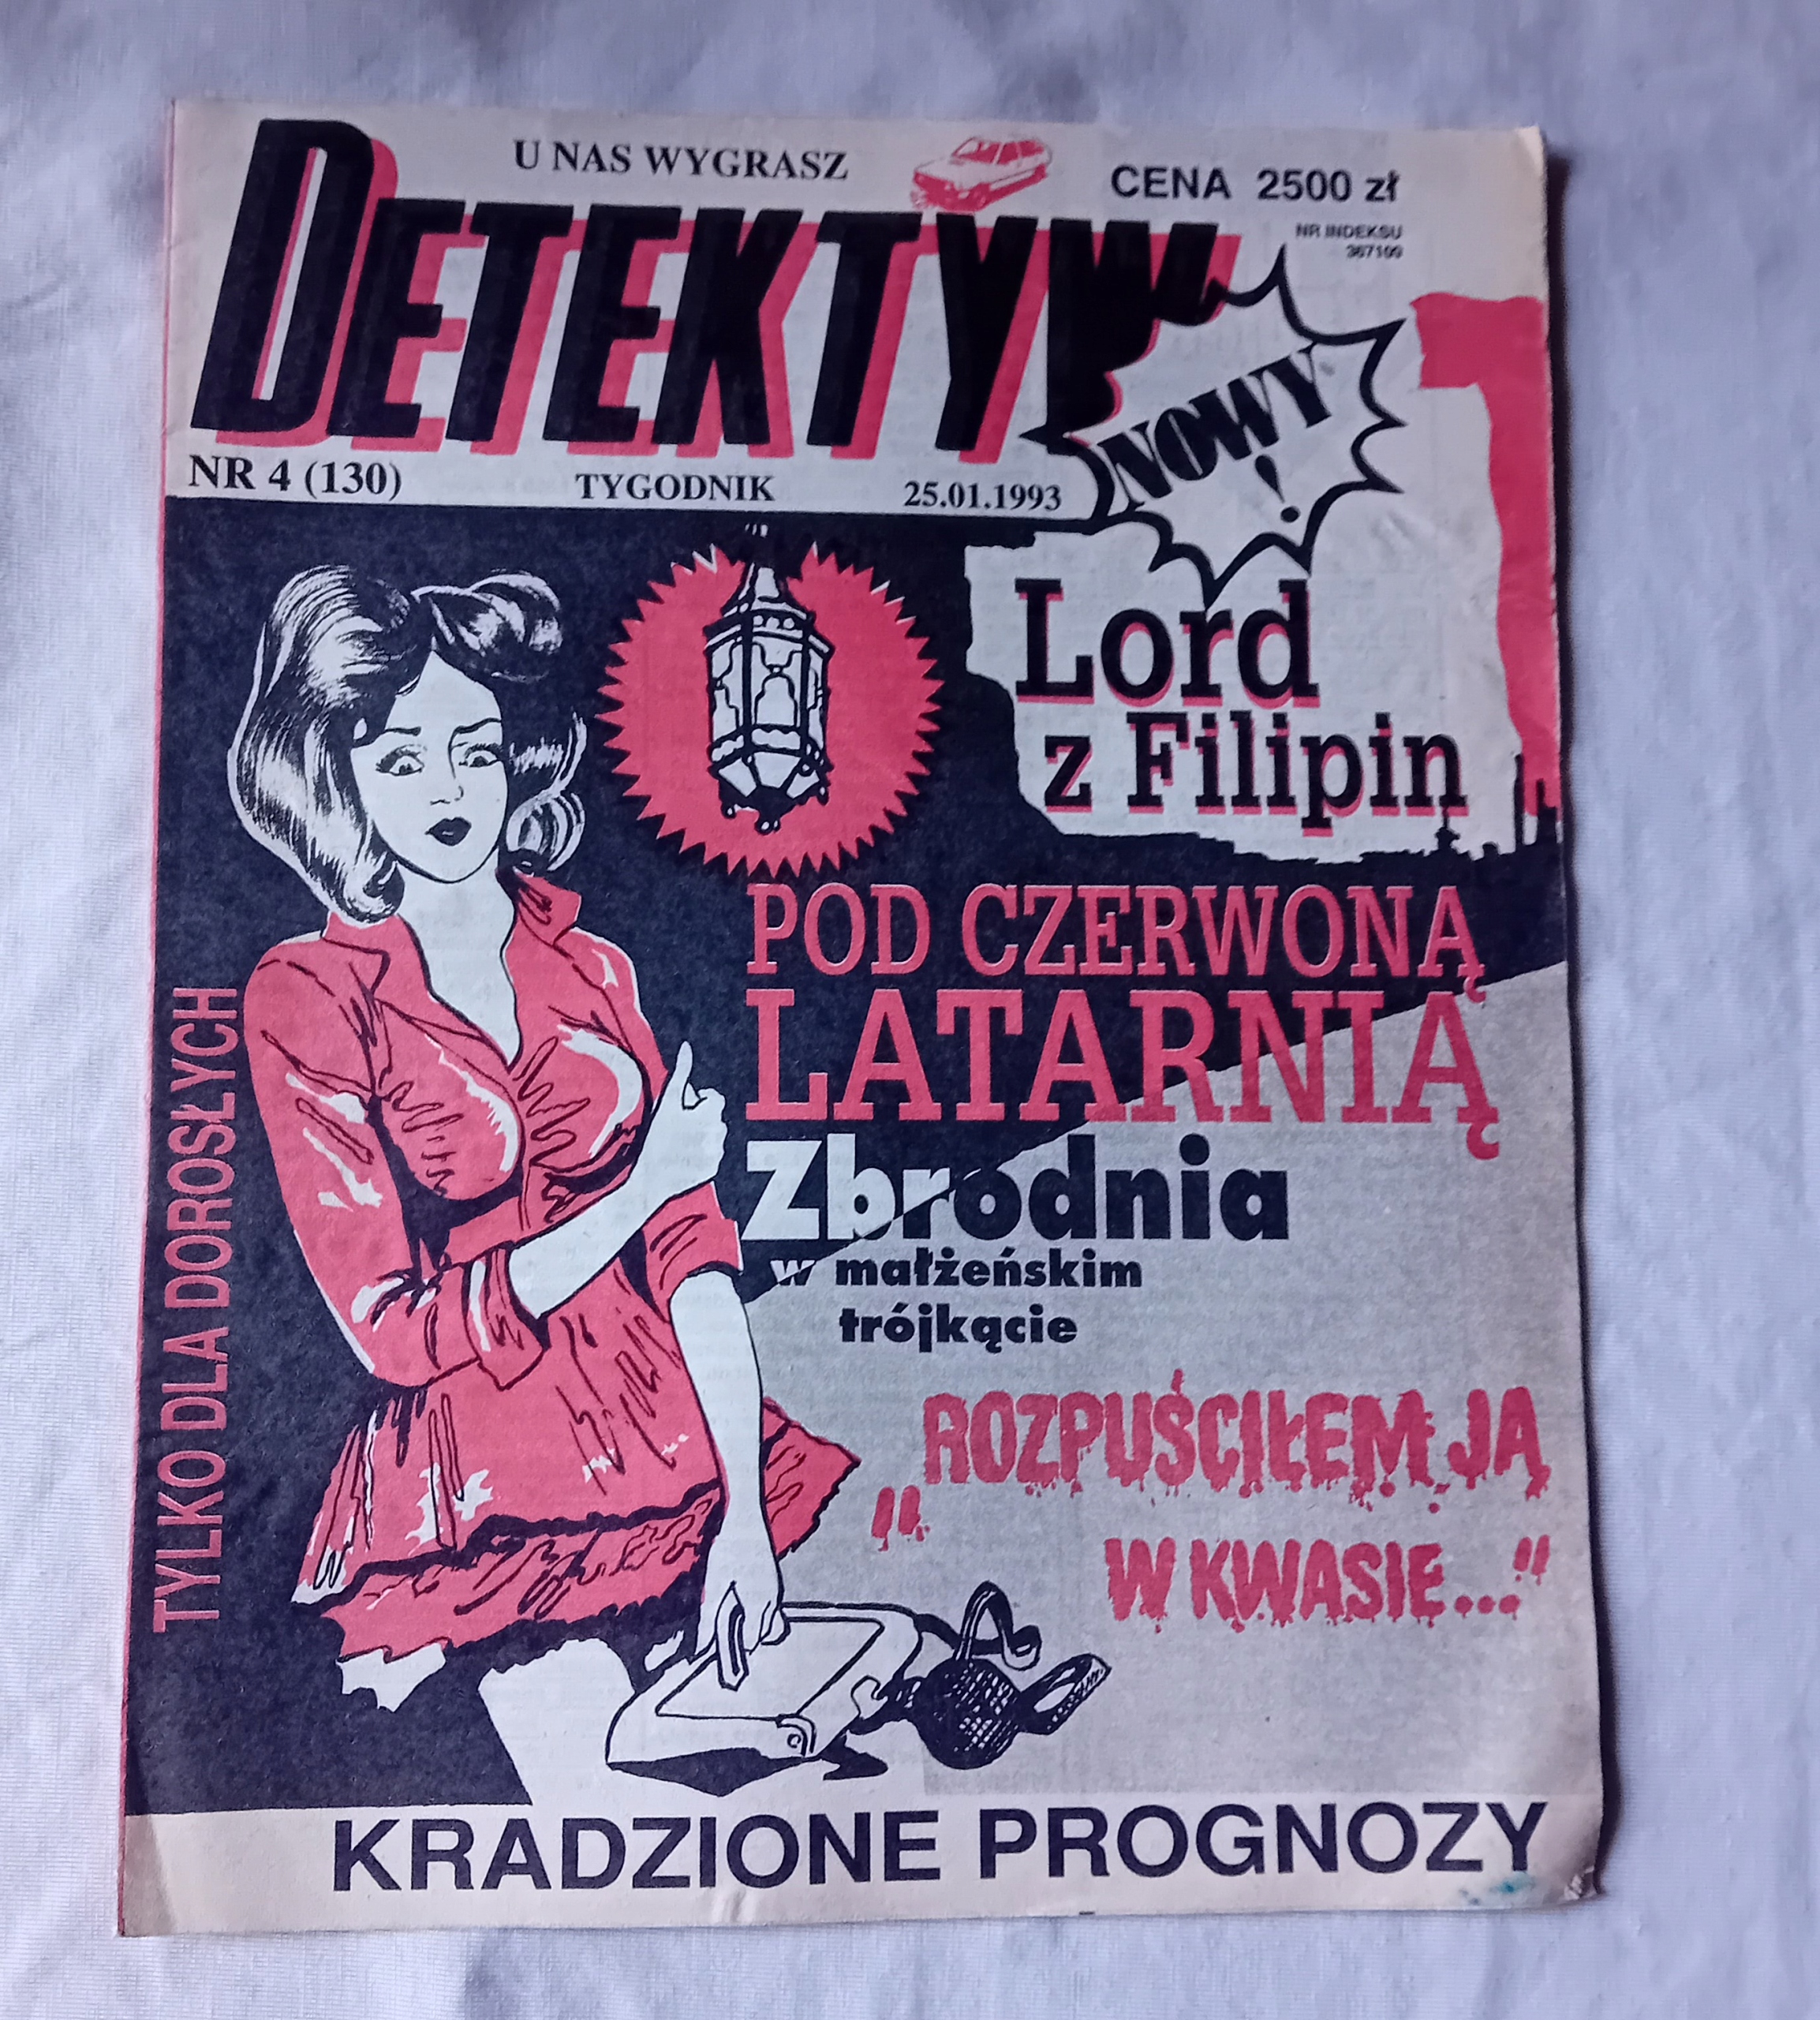 U NAS WYGRASZ
CENA 2500 zł
NR INDEKSU
367109
DETEKTYW
NOWY!
NR 4 (130)
TYGODNIK
25.01.1993
Lord
z Filipin
POD CZERWONĄ
LATARNIĄ
Zbrodnia
w małżeńskim
trójkącie
"ROZPUŚCIŁEM JĄ
W KWASIE..."
TYLKO DLA DOROSŁYCH
KRADZIONE PROGNOZY